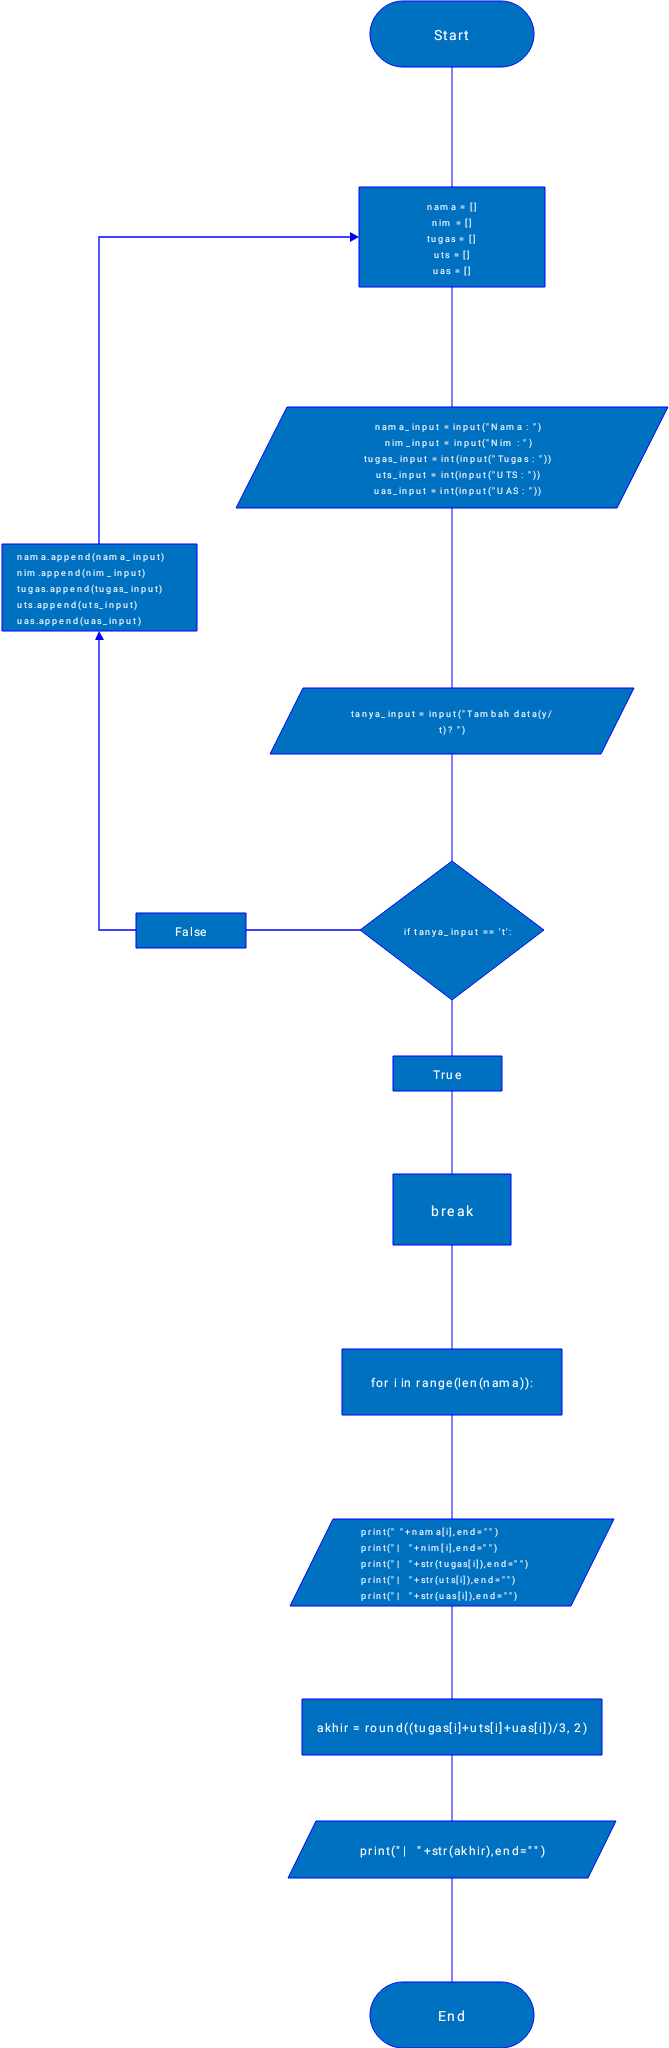 Start
nama = []
nim = []
tugas = []
uts = []
uas = []
nama_input = input("Nama : ")
nim_input = input("Nim : ")
tugas_input = int(input("Tugas : "))
uts_input = int(input("UTS : "))
uas_input = int(input("UAS : "))
nama.append(nama_input)
nim.append(nim_input)
tugas.append(tugas_input)
uts.append(uts_input)
uas.append(uas_input)
tanya_input = input("Tambah data(y/
t)? ")
if tanya_input == 't':
False
True
break
for i in range(len(nama)):
print(" "+nama[i],end="")
print("|  "+nim[i],end="")
print("|  "+str(tugas[i]),end="")
print("|  "+str(uts[i]),end="")
print("|  "+str(uas[i]),end="")
akhir = round((tugas[i]+uts[i]+uas[i])/3, 2)
print("|  "+str(akhir),end="")
End